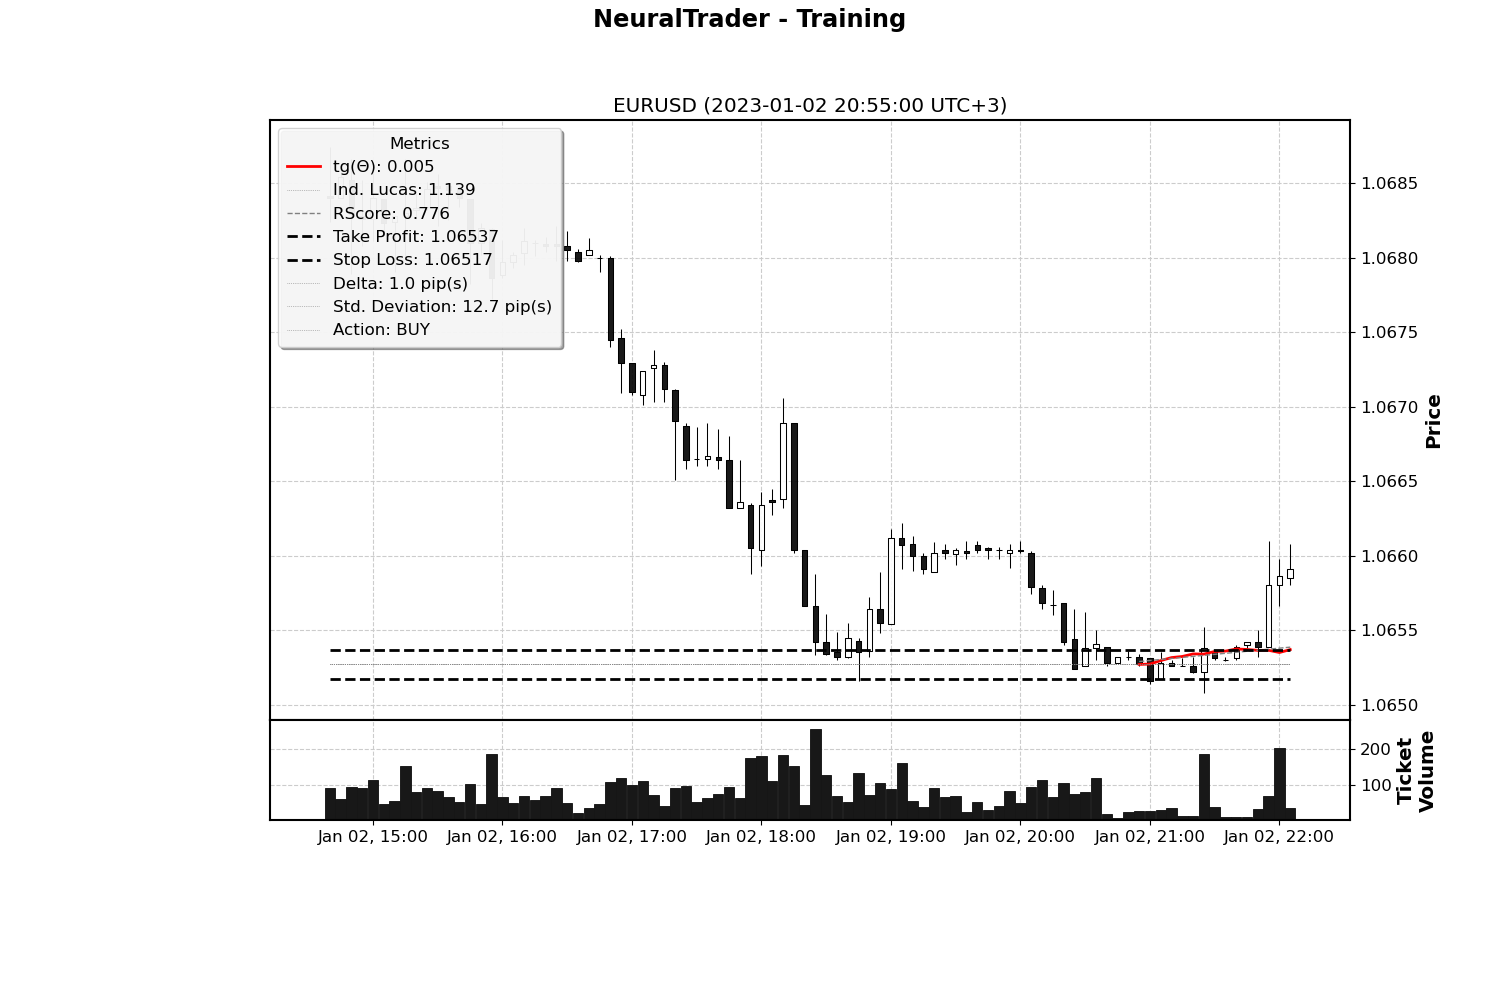 NeuralTrader - Training
EURUSD (2023-01-02 20:55:00 UTC+3)
Metrics
tg(Θ): 0.005
Ind. Lucas: 1.139
RScore: 0.776
Take Profit: 1.06537
Stop Loss: 1.06517
Delta: 1.0 pip(s)
Std. Deviation: 12.7 pip(s)
Action: BUY
1.0685
1.0680
1.0675
1.0670
1.0665
1.0660
1.0655
1.0650
Price
200
100
Ticket
Volume
Jan 02, 15:00
Jan 02, 16:00
Jan 02, 17:00
Jan 02, 18:00
Jan 02, 19:00
Jan 02, 20:00
Jan 02, 21:00
Jan 02, 22:00